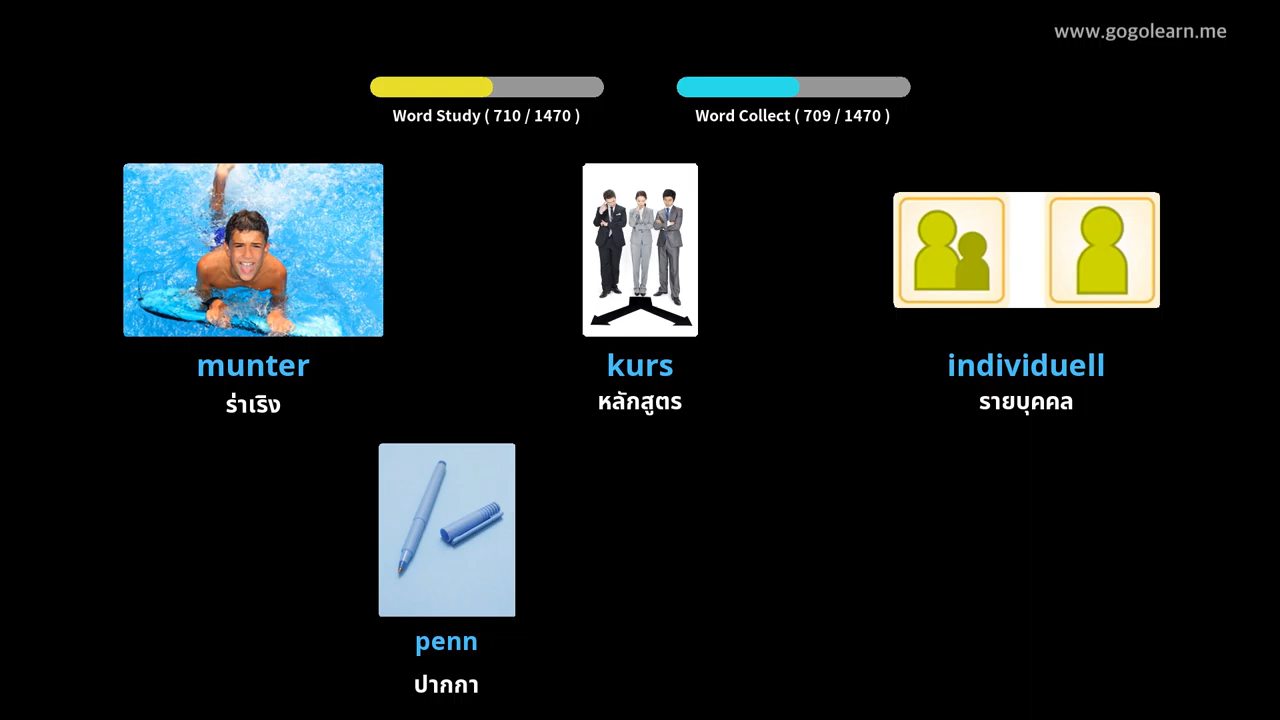 www.gogolearn.me
Word Study ( 710 / 1470 )
Word Collect ( 709 / 1470 )
munter
kurs
individuell
ร่าเริง
หลักสูตร
รายบุคคล
penn
ปากกา